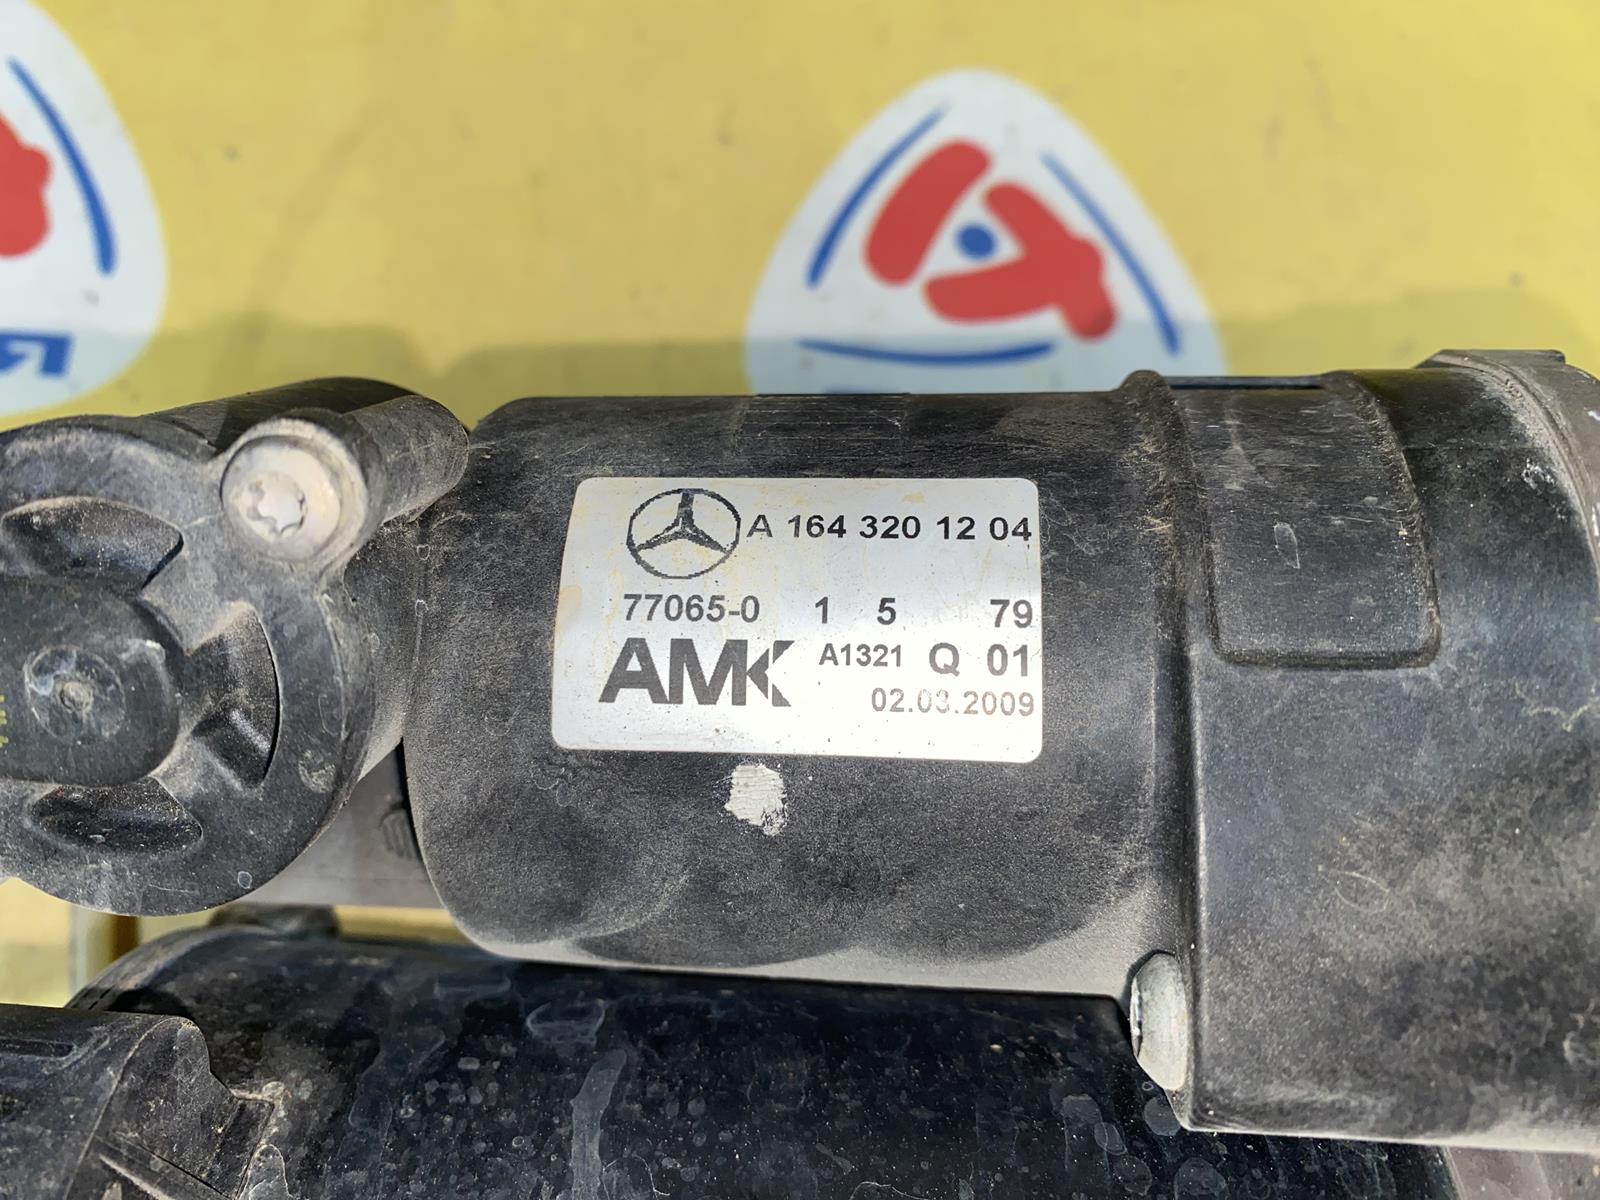 A 164 320 12 04
77065-0 1 5 79
AMK A1321 Q 01
02.03.2009